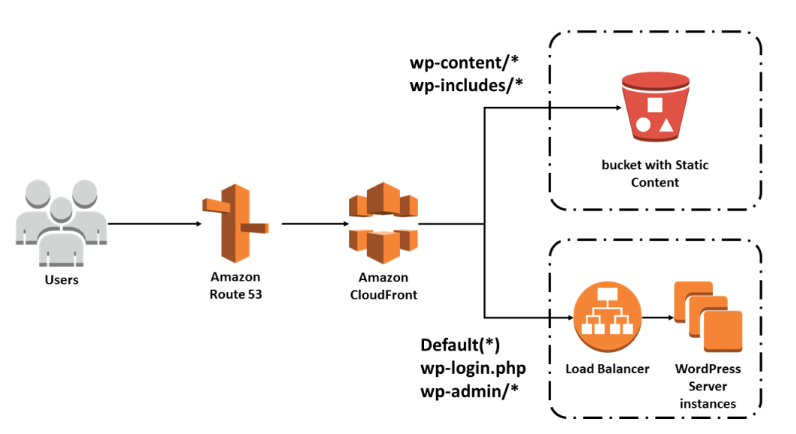 wp-content/*
wp-includes/*
bucket with Static
Content
Users
Amazon
Route 53
Amazon
CloudFront
Default(*)
wp-login.php
wp-admin/*
Load Balancer
WordPress
Server
instances